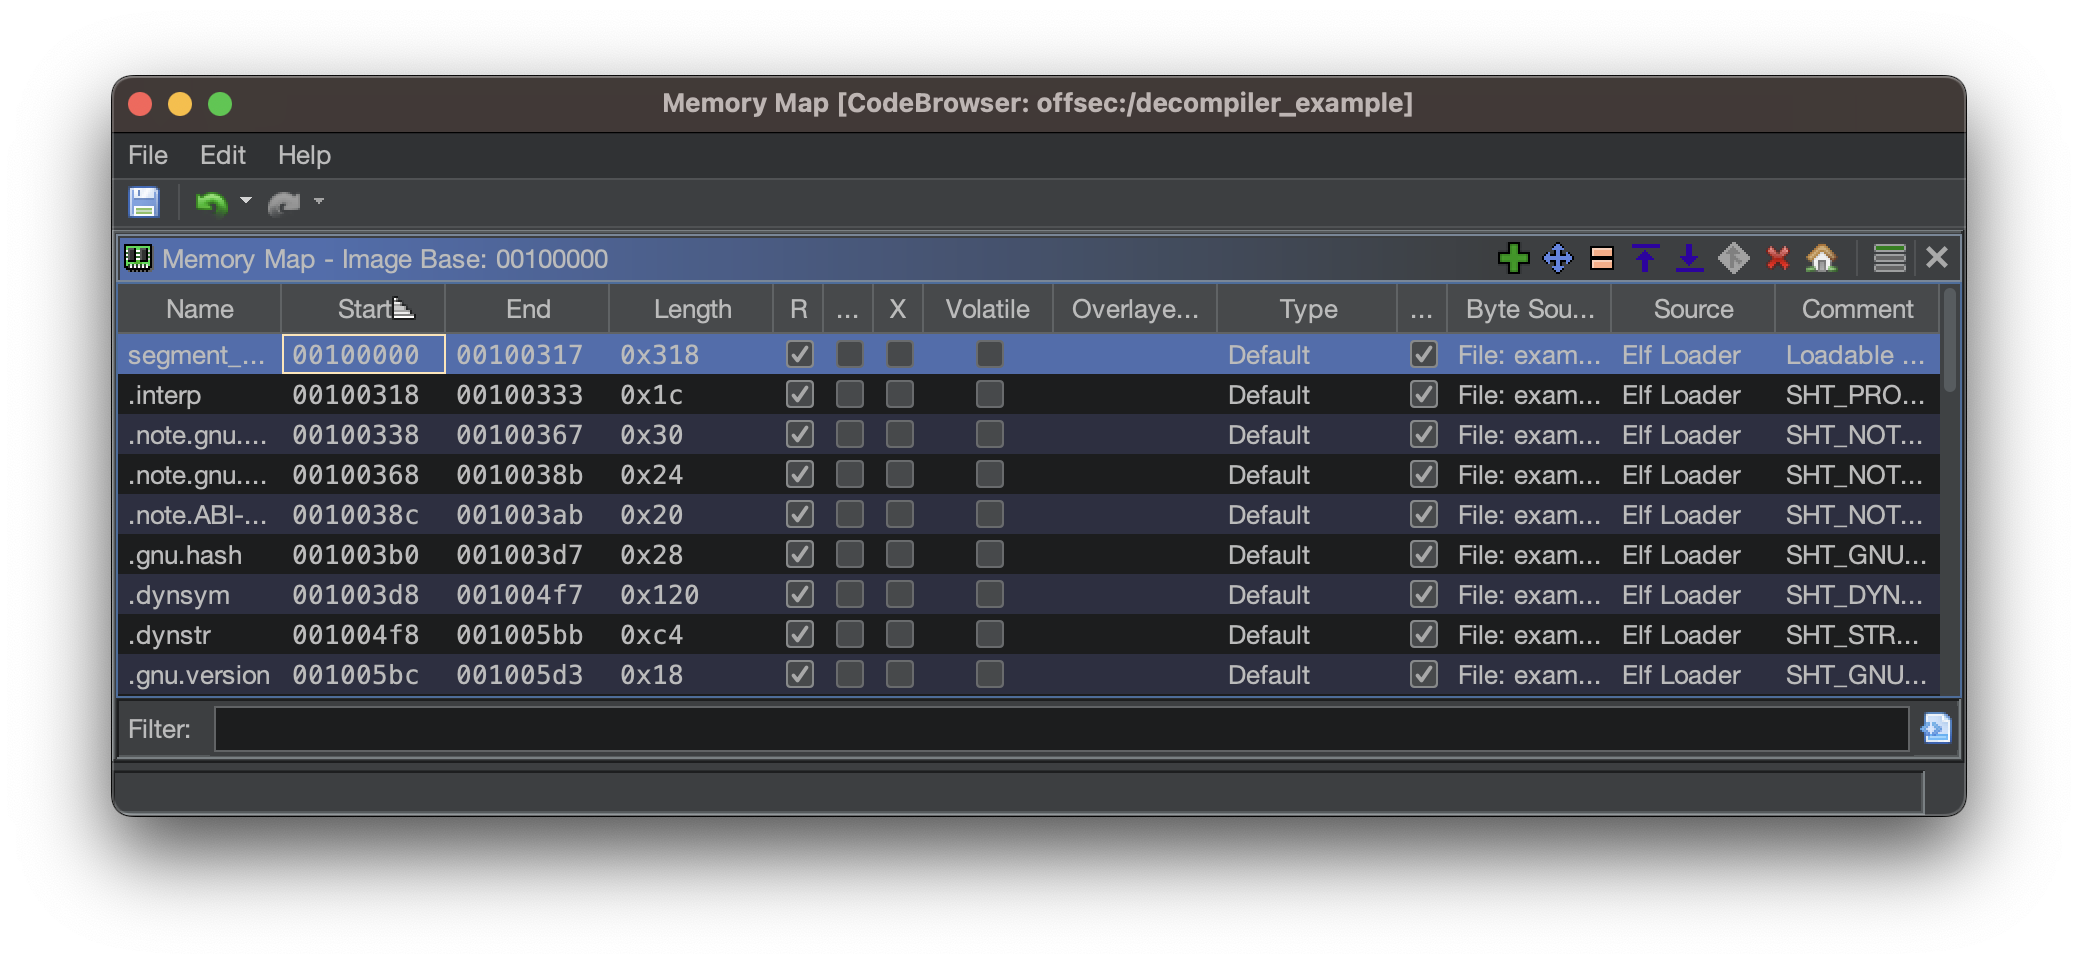 Memory Map [CodeBrowser: offsec:/decompiler_example]
File Edit Help
Memory Map - Image Base: 00100000
Name Start End Length R ... X Volatile Overlaye... Type ... Byte Sou... Source Comment
segment_... 00100000 00100317 0x318 Default File: exam... Elf Loader Loadable ...
.interp 00100318 00100333 0x1c Default File: exam... Elf Loader SHT_PRO...
.note.gnu.... 00100338 00100367 0x30 Default File: exam... Elf Loader SHT_NOT...
.note.gnu.... 00100368 0010038b 0x24 Default File: exam... Elf Loader SHT_NOT...
.note.ABI-... 0010038c 001003ab 0x20 Default File: exam... Elf Loader SHT_NOT...
.gnu.hash 001003b0 001003d7 0x28 Default File: exam... Elf Loader SHT_GNU...
.dynsym 001003d8 001004f7 0x120 Default File: exam... Elf Loader SHT_DYN...
.dynstr 001004f8 001005bb 0xc4 Default File: exam... Elf Loader SHT_STR...
.gnu.version 001005bc 001005d3 0x18 Default File: exam... Elf Loader SHT_GNU...
Filter: